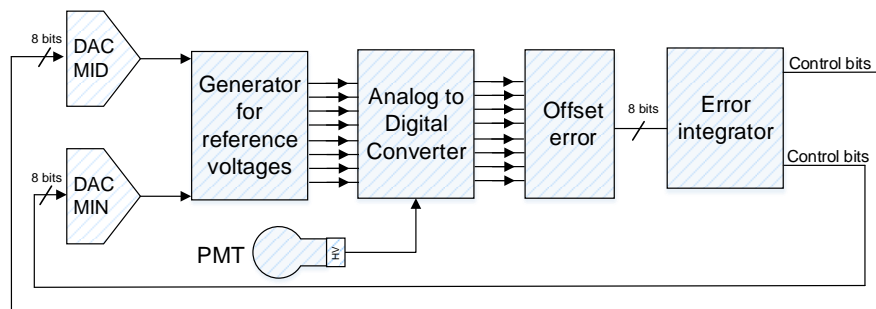 8 bits
DAC
MID
Generator
for
reference
voltages
Analog to
Digital
Converter
Offset
error
8 bits
Error
integrator
Control bits
Control bits
8 bits
DAC
MIN
PMT
HV